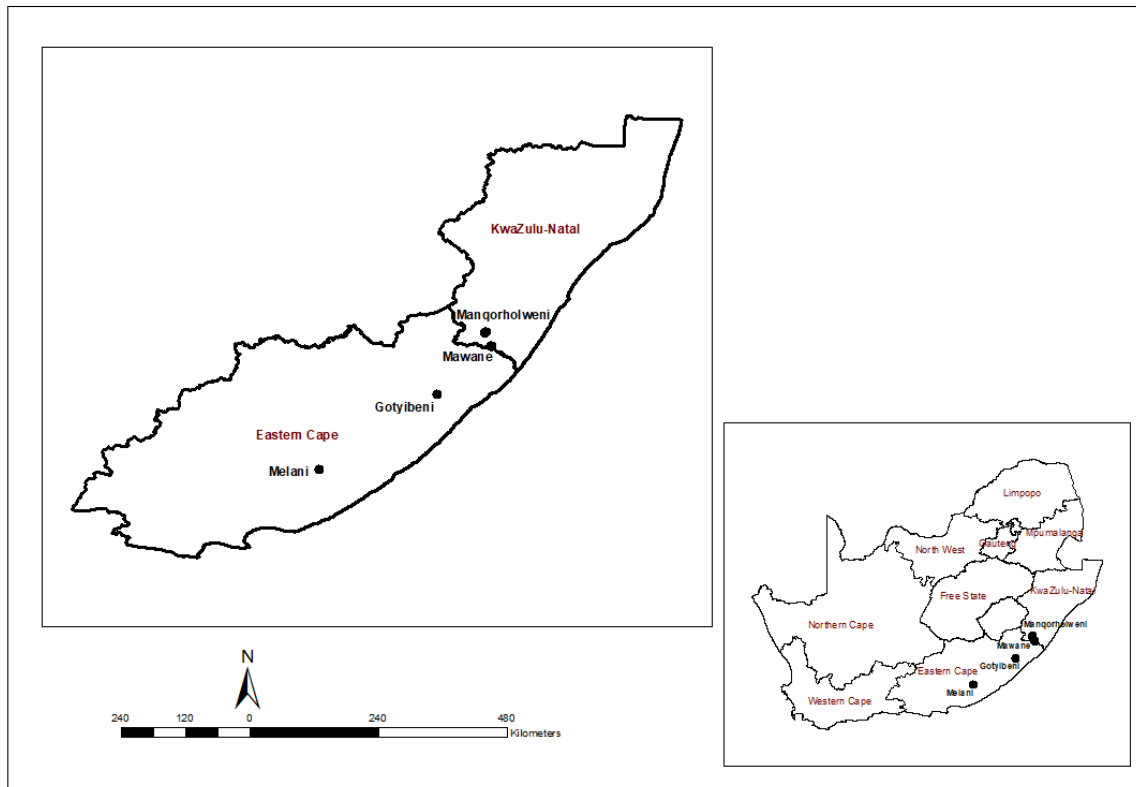 KwaZulu-Natal
Manqorholweni
Mawane
Gotyibeni
Eastern Cape
Melani
N
240 120 0 240 480
Kilometers
Limpopo
Mpumalanga
Gauteng
North West
KwaZulu-Natal
Free State
Northern Cape
Manqorholweni
Mawane
Gotyibeni
Eastern Cape
Melani
Western Cape